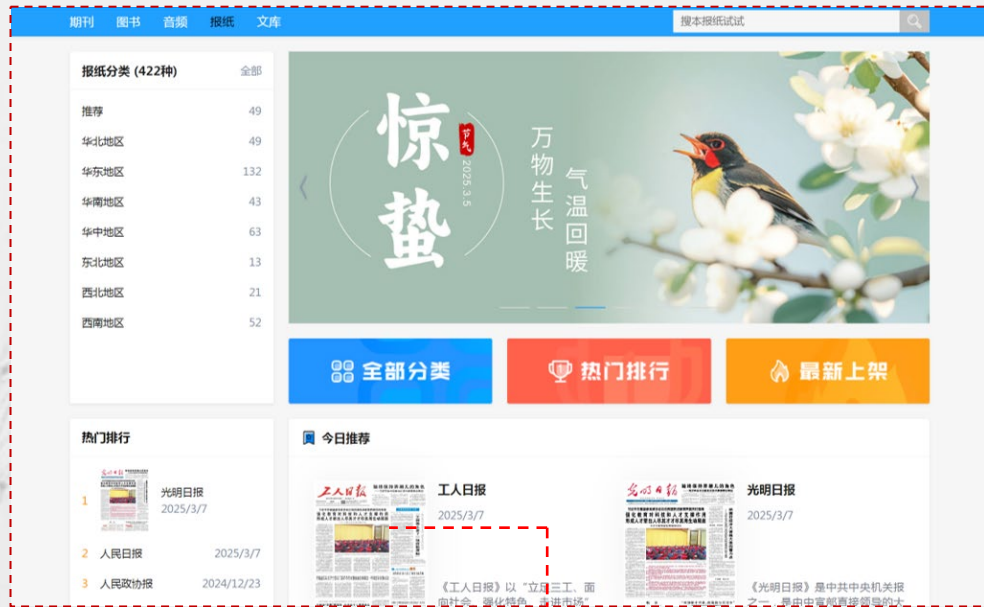 期刊 图书 音频 报纸 文库
搜本报纸试试
报纸分类 (422种) 全部
推荐 49
华北地区 49
华东地区 132
华南地区 43
华中地区 63
东北地区 13
西北地区 21
西南地区 52
惊蛰
节气
2025.3.5
万物生长
气温回暖
全部分类
热门排行
最新上架
热门排行
1 光明日报
2025/3/7
2 人民日报 2025/3/7
3 人民政协报 2024/12/23
今日推荐
工人日报
工人日报
2025/3/7
《工人日报》以“立足三工、面
向社会、强化特色、走进市场”
光明日报
光明日报
2025/3/7
《光明日报》是中共中央机关报
之一，是由中宣部直接领导的大